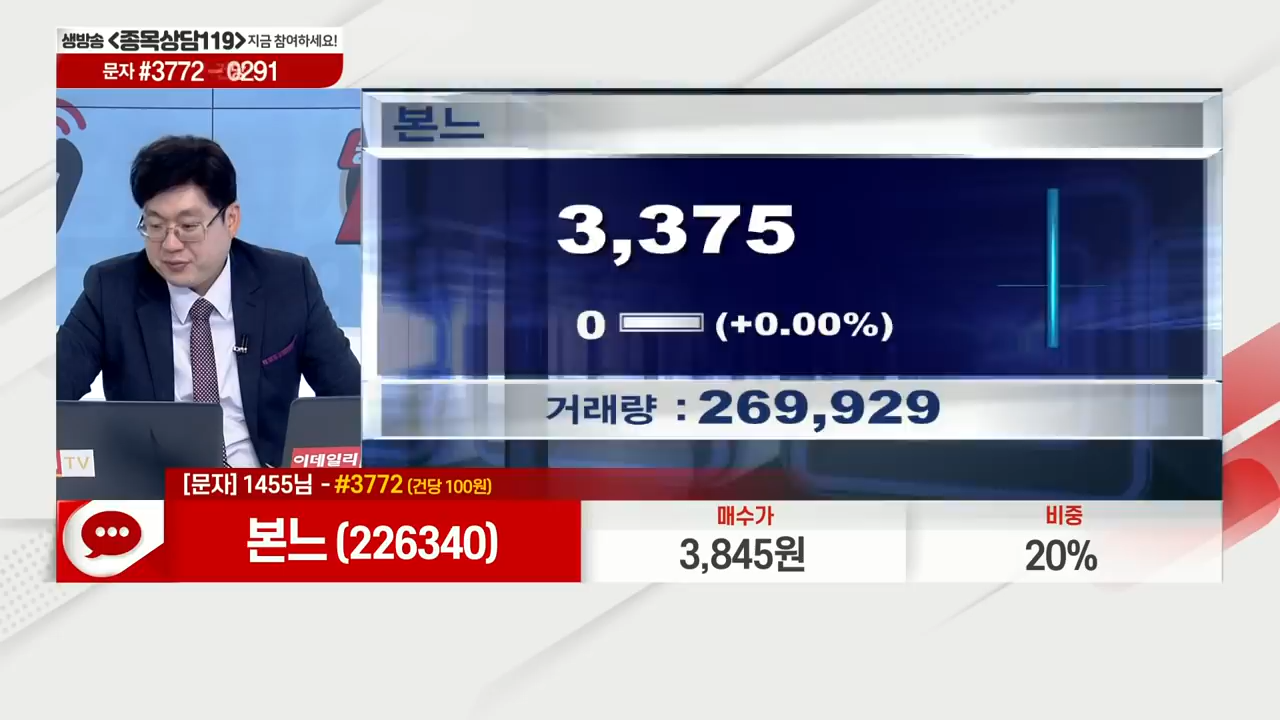 생방송 <종목상담119> 지금 참여하세요!
문자 #3772 - 0291
본느
3,375
0 (+0.00%)
거래량 : 269,929
TV
이데일리
[문자] 1455님 - #3772 (건당 100원)
본느 (226340)
매수가
3,845원
비중
20%